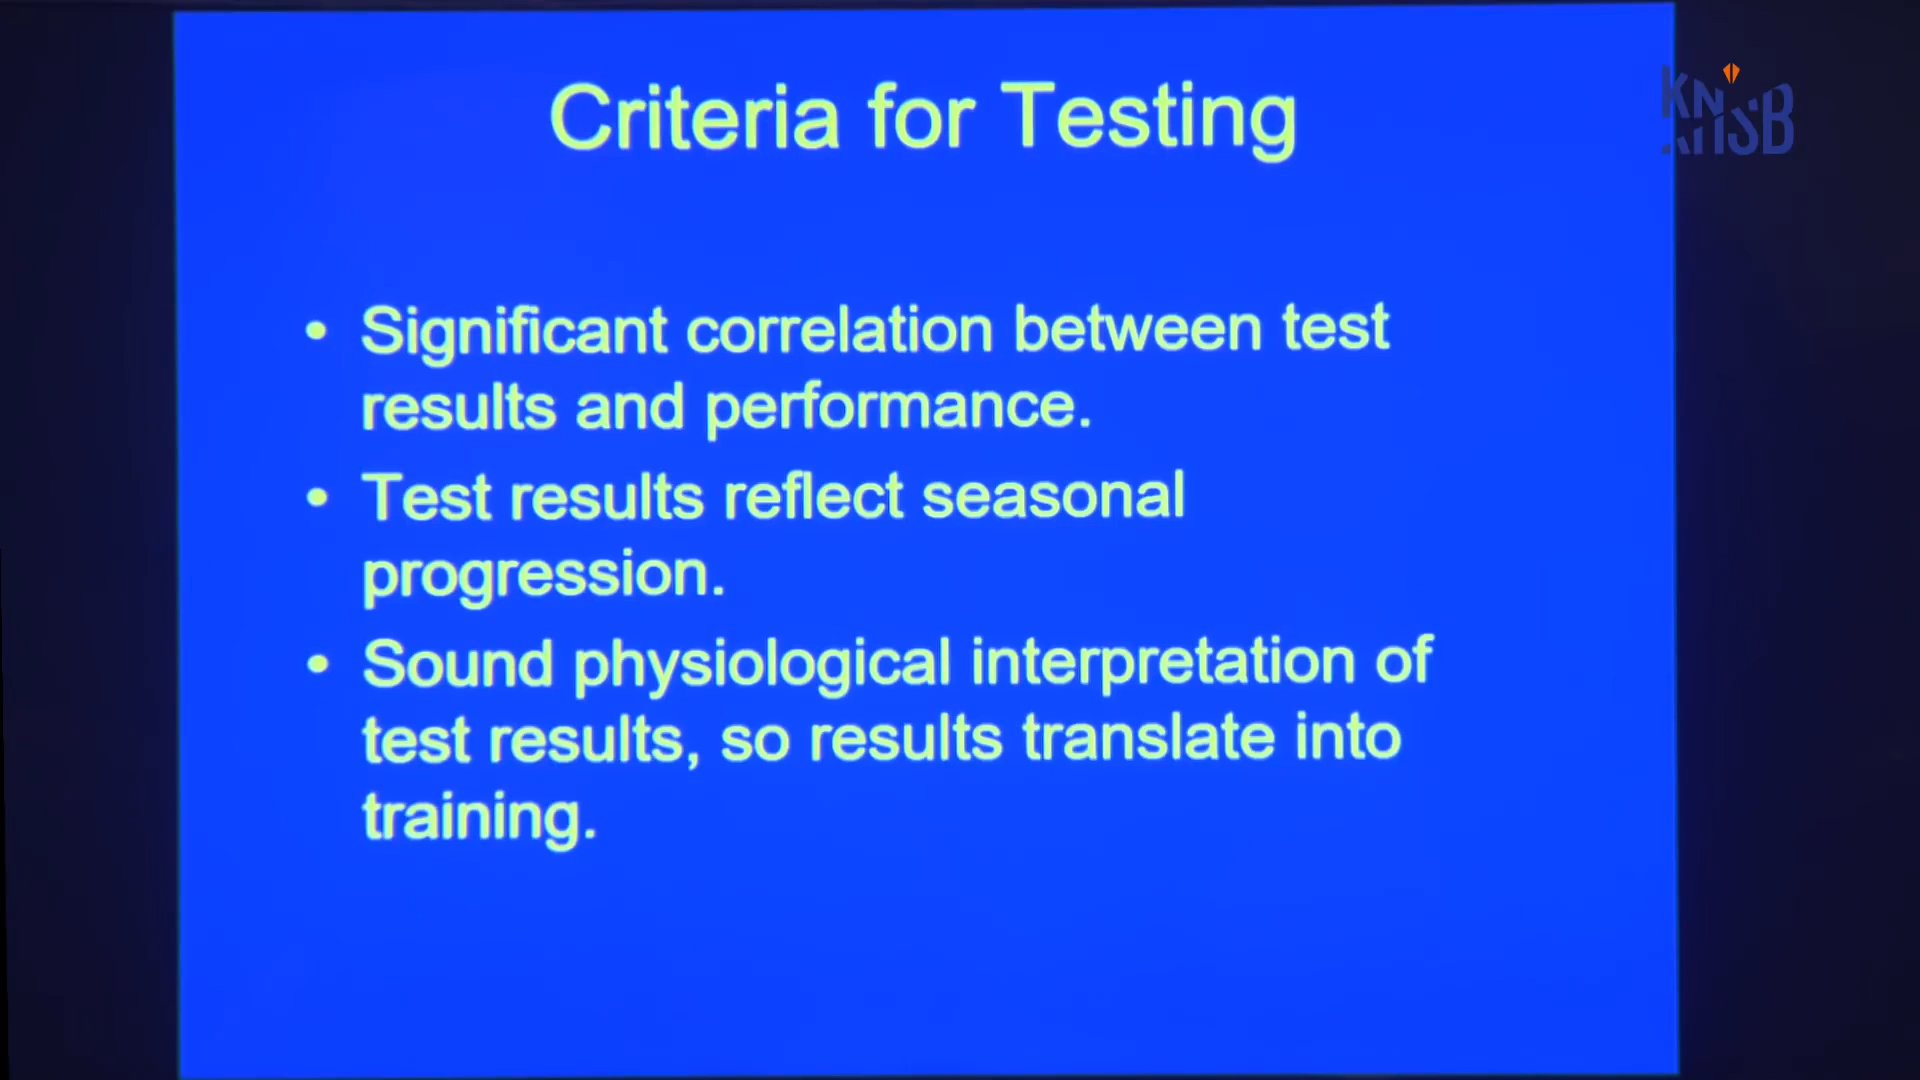 Criteria for Testing
KNSB
• Significant correlation between test
results and performance.
• Test results reflect seasonal
progression.
• Sound physiological interpretation of
test results, so results translate into
training.